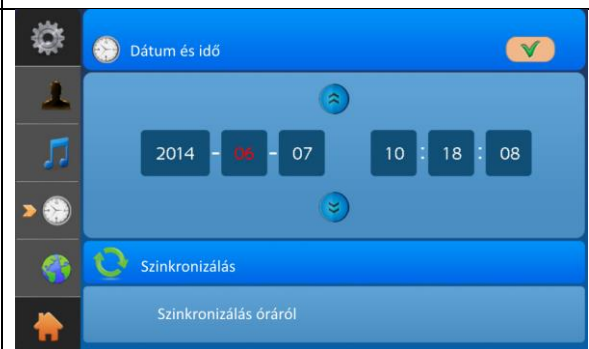 Dátum és idő
2014 - 06 - 07 10 : 18 : 08
Szinkronizálás
Szinkronizálás óráról